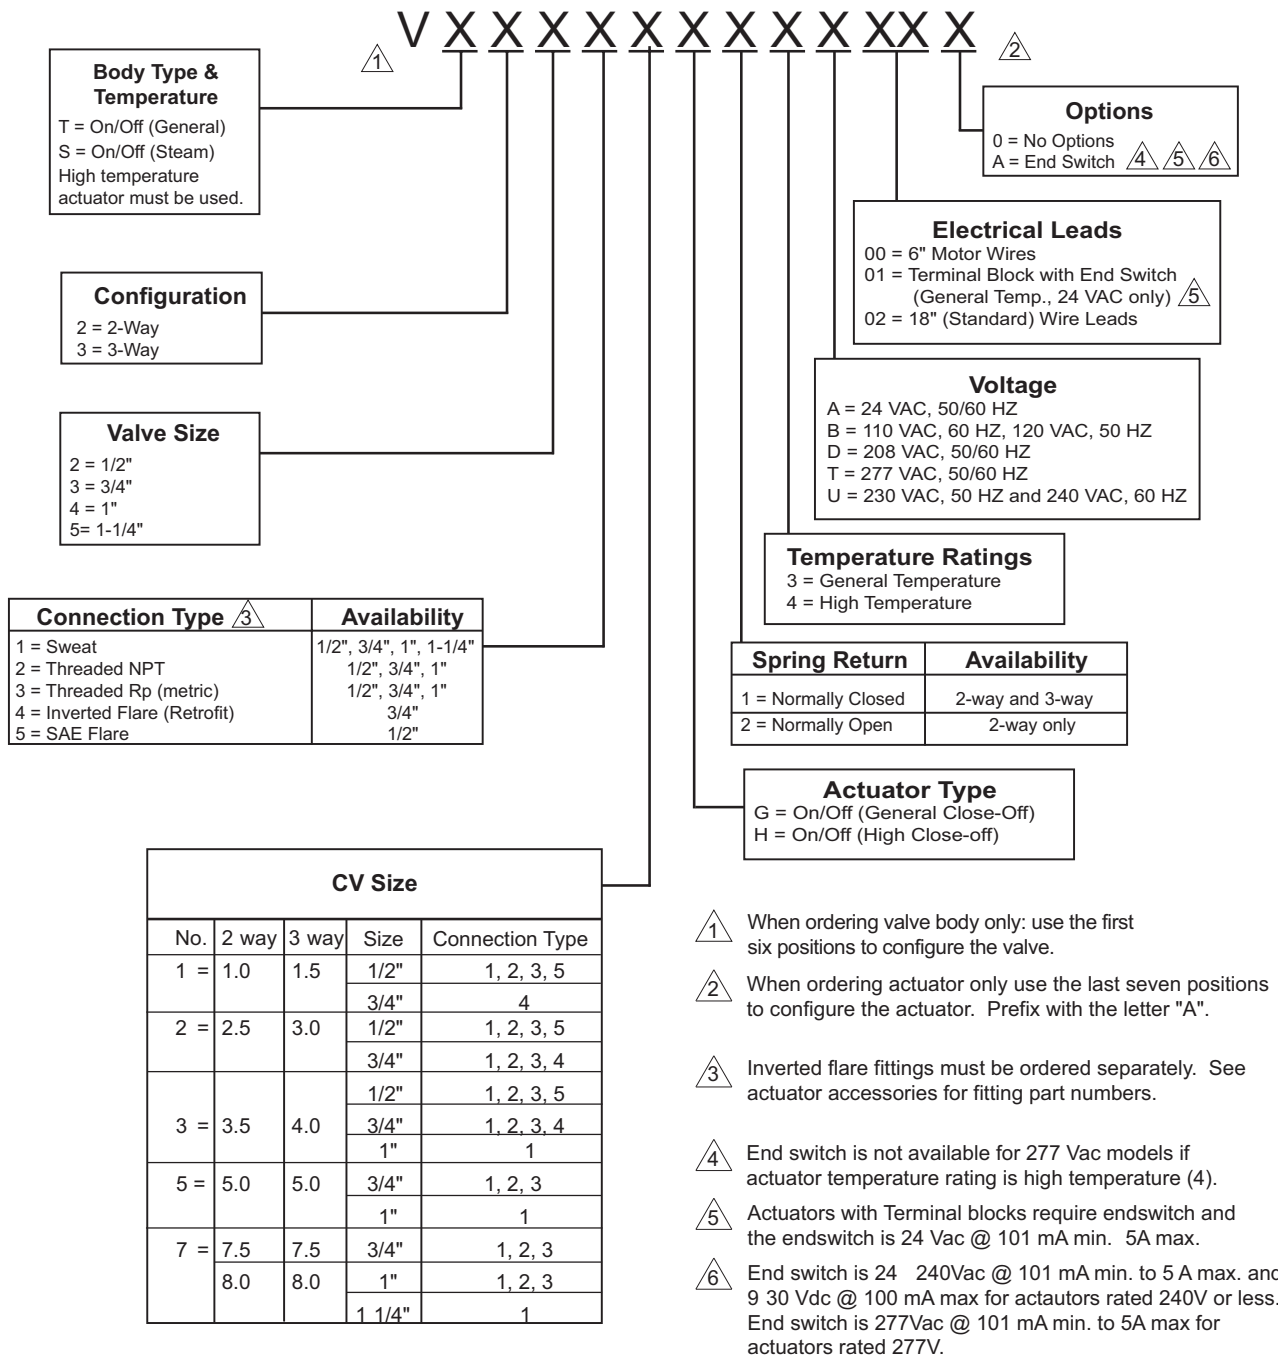 V X X X X X X X X X XX X
1
2
Body Type &
Temperature
T = On/Off (General)
S = On/Off (Steam)
High temperature
actuator must be used.
Options
0 = No Options
A = End Switch 4 5 6
Electrical Leads
00 = 6" Motor Wires
01 = Terminal Block with End Switch
(General Temp., 24 VAC only) 5
02 = 18" (Standard) Wire Leads
Configuration
2 = 2-Way
3 = 3-Way
Voltage
A = 24 VAC, 50/60 HZ
B = 110 VAC, 60 HZ, 120 VAC, 50 HZ
D = 208 VAC, 50/60 HZ
T = 277 VAC, 50/60 HZ
U = 230 VAC, 50 HZ and 240 VAC, 60 HZ
Valve Size
2 = 1/2"
3 = 3/4"
4 = 1"
5= 1-1/4"
Temperature Ratings
3 = General Temperature
4 = High Temperature
Connection Type 3 Availability
1 = Sweat 1/2", 3/4", 1", 1-1/4"
2 = Threaded NPT 1/2", 3/4", 1"
3 = Threaded Rp (metric) 1/2", 3/4", 1"
4 = Inverted Flare (Retrofit) 3/4"
5 = SAE Flare 1/2"
Spring Return Availability
1 = Normally Closed 2-way and 3-way
2 = Normally Open 2-way only
Actuator Type
G = On/Off (General Close-Off)
H = On/Off (High Close-off)
CV Size
No. 2 way 3 way Size Connection Type
1 = 1.0 1.5 1/2" 1, 2, 3, 5
3/4" 4
2 = 2.5 3.0 1/2" 1, 2, 3, 5
3/4" 1, 2, 3, 4
1/2" 1, 2, 3, 5
3 = 3.5 4.0 3/4" 1, 2, 3, 4
1" 1
5 = 5.0 5.0 3/4" 1, 2, 3
1" 1
7 = 7.5 7.5 3/4" 1, 2, 3
8.0 8.0 1" 1, 2, 3
1 1/4" 1
1 When ordering valve body only: use the first
six positions to configure the valve.
2 When ordering actuator only use the last seven positions
to configure the actuator. Prefix with the letter "A".
3 Inverted flare fittings must be ordered separately. See
actuator accessories for fitting part numbers.
4 End switch is not available for 277 Vac models if
actuator temperature rating is high temperature (4).
5 Actuators with Terminal blocks require endswitch and
the endswitch is 24 Vac @ 101 mA min. 5A max.
6 End switch is 24 240Vac @ 101 mA min. to 5 A max. and
9 30 Vdc @ 100 mA max for actautors rated 240V or less.
End switch is 277Vac @ 101 mA min. to 5A max for
actuators rated 277V.